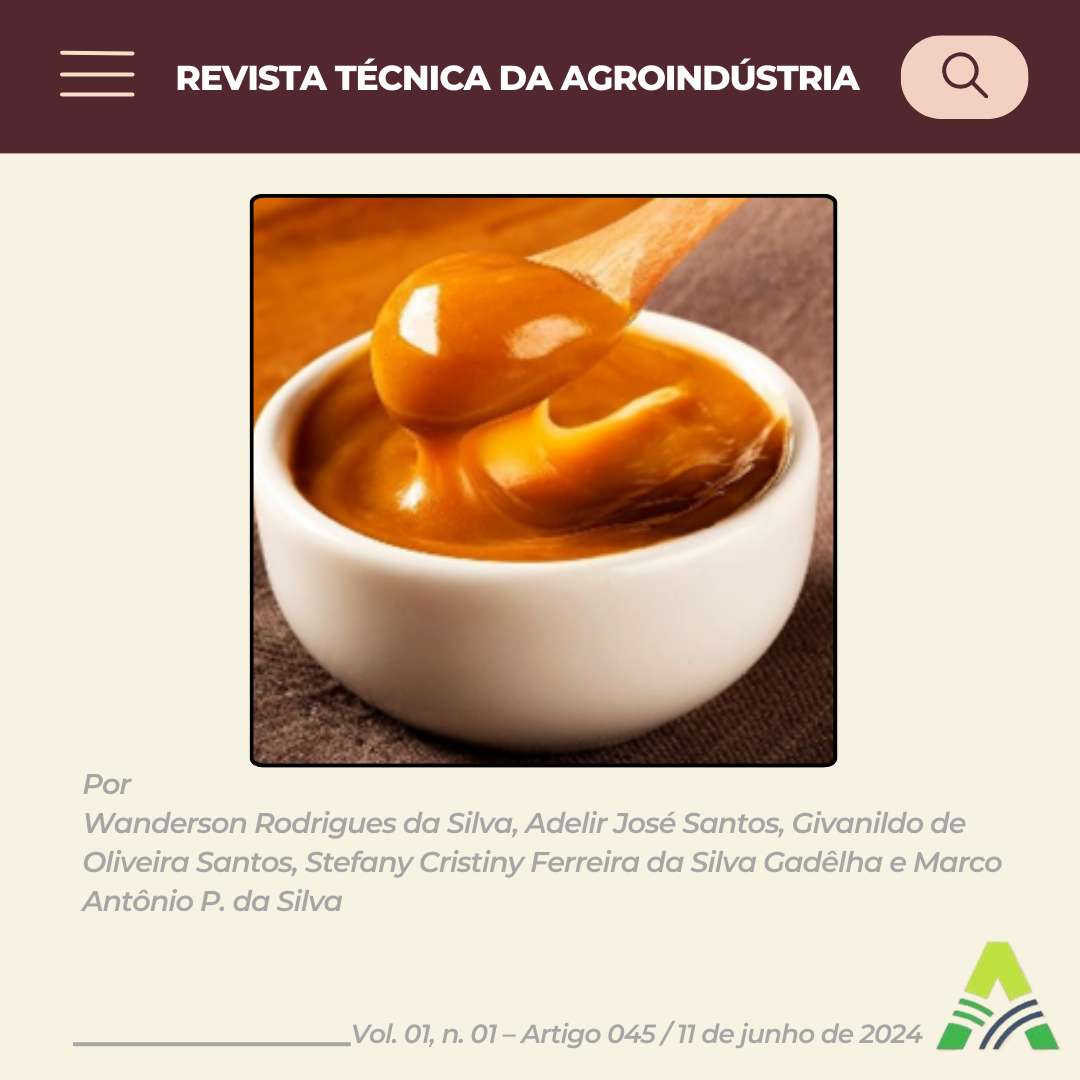 REVISTA TÉCNICA DA AGROINDÚSTRIA
Por
Wanderson Rodrigues da Silva, Adelir José Santos, Givanildo de
Oliveira Santos, Stefany Cristiny Ferreira da Silva Gadêlha e Marco
Antônio P. da Silva
Vol. 01, n. 01 – Artigo 045 / 11 de junho de 2024